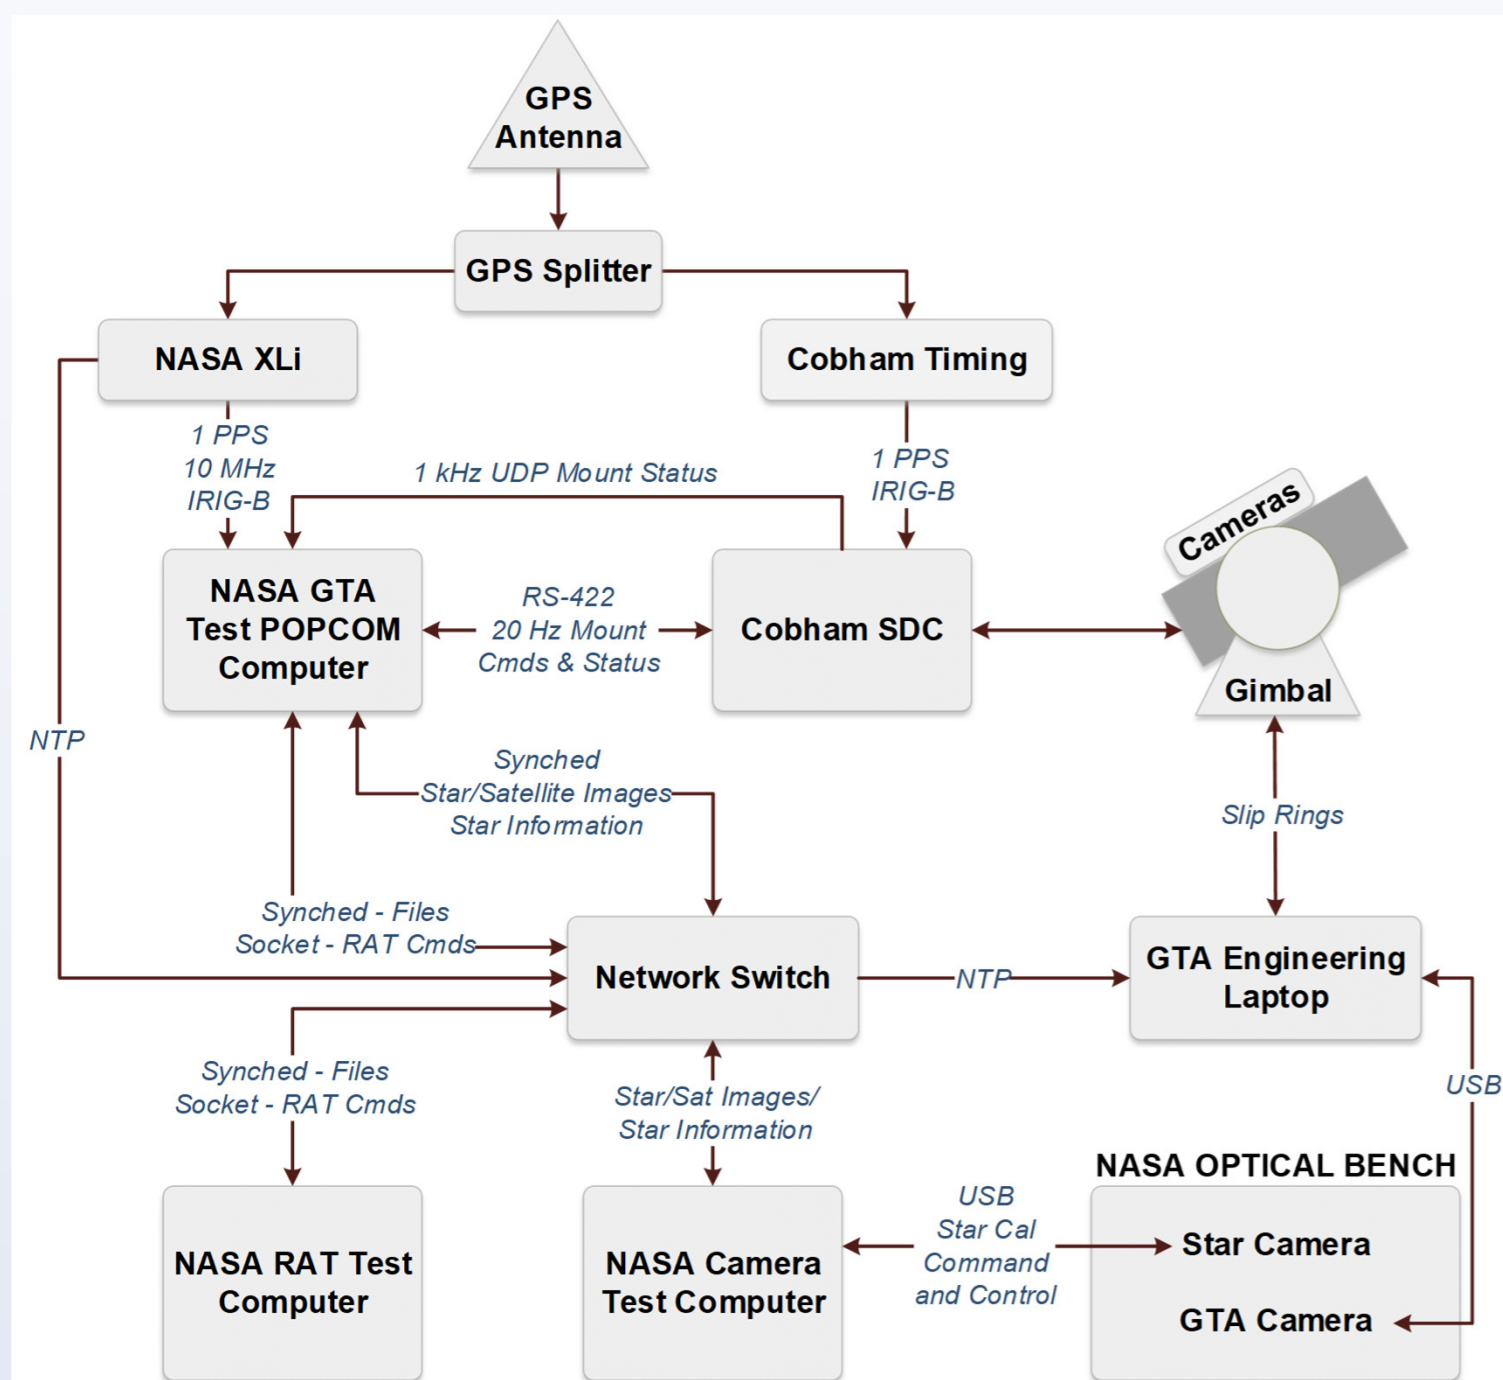 GPS
Antenna
GPS Splitter
NASA XLi
Cobham Timing
1 PPS
10 MHz
IRIG-B
1 kHz UDP Mount Status
1 PPS
IRIG-B
Cameras
NASA GTA
Test POPCOM
Computer
RS-422
20 Hz Mount
Cmds & Status
Cobham SDC
Gimbal
NTP
Synched
Star/Satellite Images
Star Information
Slip Rings
Synched - Files
Socket - RAT Cmds
Network Switch
NTP
GTA Engineering
Laptop
Synched - Files
Socket - RAT Cmds
Star/Sat Images/
Star Information
USB
NASA OPTICAL BENCH
NASA RAT Test
Computer
NASA Camera
Test Computer
USB
Star Cal
Command
and Control
Star Camera
GTA Camera